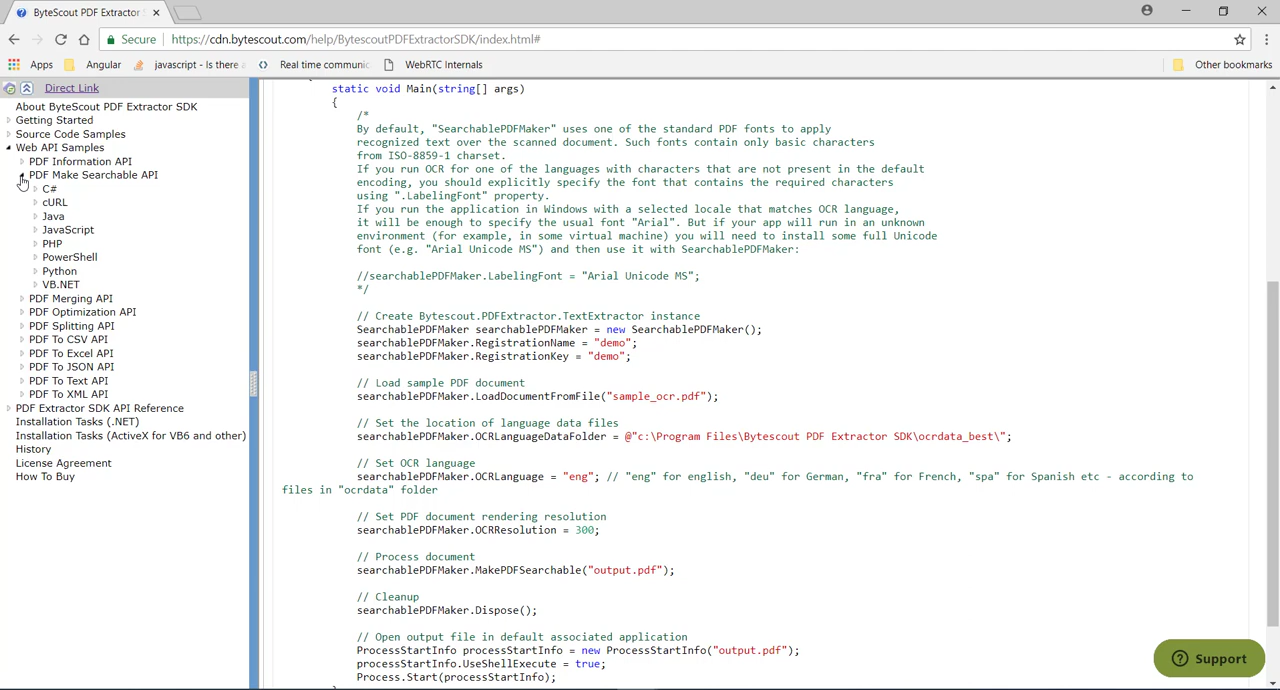 ByteScout PDF Extractor
Secure
https://cdn.bytescout.com/help/BytescoutPDFExtractorSDK/index.html#
Apps
Angular
javascript - Is there
Real time communic
WebRTC Internals
Other bookmarks
Direct Link
About ByteScout PDF Extractor SDK
Getting Started
Source Code Samples
Web API Samples
PDF Information API
PDF Make Searchable API
C#
cURL
Java
JavaScript
PHP
PowerShell
Python
VB.NET
PDF Merging API
PDF Optimization API
PDF Splitting API
PDF To CSV API
PDF To Excel API
PDF To JSON API
PDF To Text API
PDF To XML API
PDF Extractor SDK API Reference
Installation Tasks (.NET)
Installation Tasks (ActiveX for VB6 and other)
History
License Agreement
How To Buy
static void Main(string[] args)
{
/*
By default, "SearchablePDFMaker" uses one of the standard PDF fonts to apply
recognized text over the scanned document. Such fonts contain only basic characters
from ISO-8859-1 charset.
If you run OCR for one of the languages with characters that are not present in the default
encoding, you should explicitly specify the font that contains the required characters
using ".LabelingFont" property.
If you run the application in Windows with a selected locale that matches OCR language,
it will be enough to specify the usual font "Arial". But if your app will run in an unknown
environment (for example, in some virtual machine) you will need to install some full Unicode
font (e.g. "Arial Unicode MS") and then use it with SearchablePDFMaker:
//searchablePDFMaker.LabelingFont = "Arial Unicode MS";
*/
// Create Bytescout.PDFExtractor.TextExtractor instance
SearchablePDFMaker searchablePDFMaker = new SearchablePDFMaker();
searchablePDFMaker.RegistrationName = "demo";
searchablePDFMaker.RegistrationKey = "demo";
// Load sample PDF document
searchablePDFMaker.LoadDocumentFromFile("sample_ocr.pdf");
// Set the location of language data files
searchablePDFMaker.OCRLanguageDataFolder = @"c:\Program Files\Bytescout PDF Extractor SDK\ocrdata_best\";
// Set OCR language
searchablePDFMaker.OCRLanguage = "eng"; // "eng" for english, "deu" for German, "fra" for French, "spa" for Spanish etc - according to
files in "ocrdata" folder
// Set PDF document rendering resolution
searchablePDFMaker.OCRResolution = 300;
// Process document
searchablePDFMaker.MakePDFSearchable("output.pdf");
// Cleanup
searchablePDFMaker.Dispose();
// Open output file in default associated application
ProcessStartInfo processStartInfo = new ProcessStartInfo("output.pdf");
processStartInfo.UseShellExecute = true;
Process.Start(processStartInfo);
Support